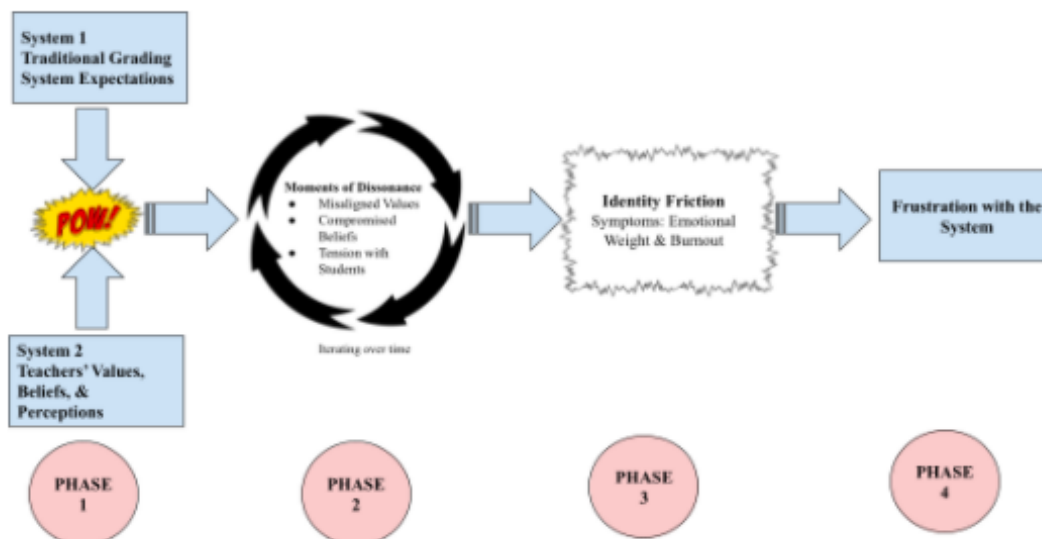 System 1
Traditional Grading
System Expectations
POW!
System 2
Teachers' Values,
Beliefs, &
Perceptions
Moments of Dissonance
● Misaligned Values
● Compromised
Beliefs
● Tension with
Students
Iterating over time
Identity Friction
Symptoms: Emotional
Weight & Burnout
Frustration with the
System
PHASE
1
PHASE
2
PHASE
3
PHASE
4